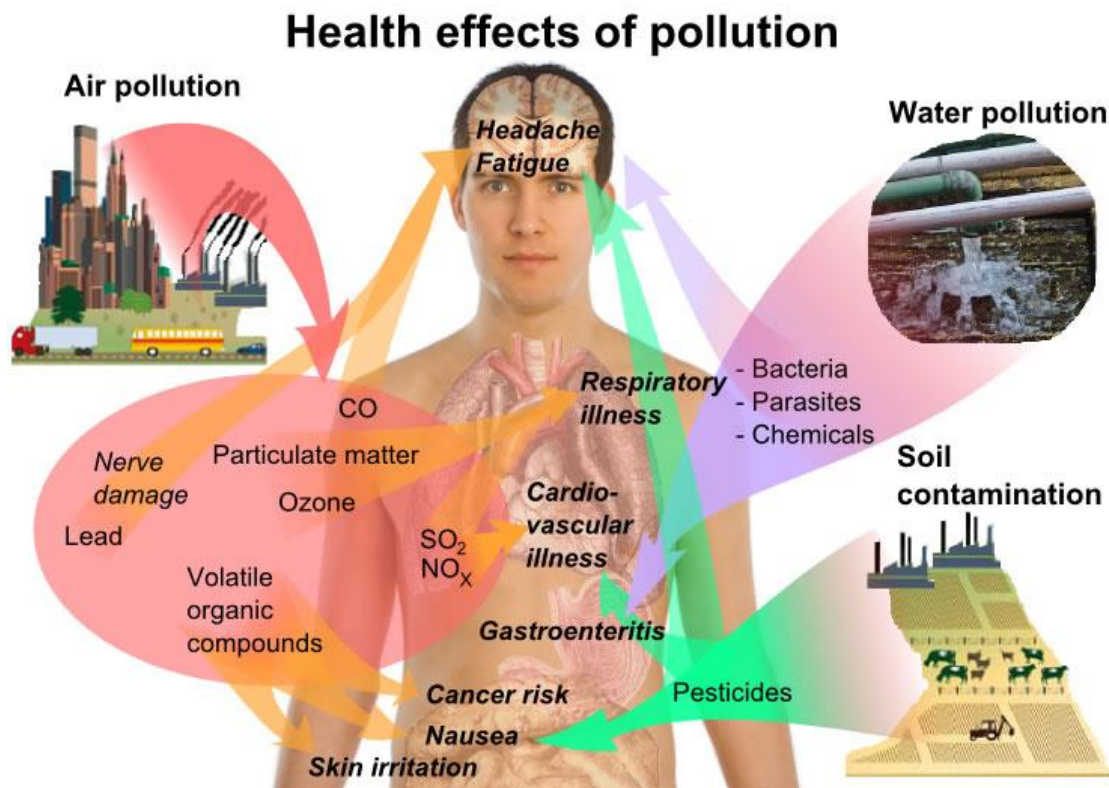 Health effects of pollution
Air pollution
Water pollution
Headache
Fatigue
CO
Particulate matter
Nerve
damage
Ozone
Lead
SO₂
NOₓ
Volatile
organic
compounds
Respiratory
illness
Cardio-
vascular
illness
Gastroenteritis
Cancer risk
Nausea
Skin irritation
- Bacteria
- Parasites
- Chemicals
Soil
contamination
Pesticides